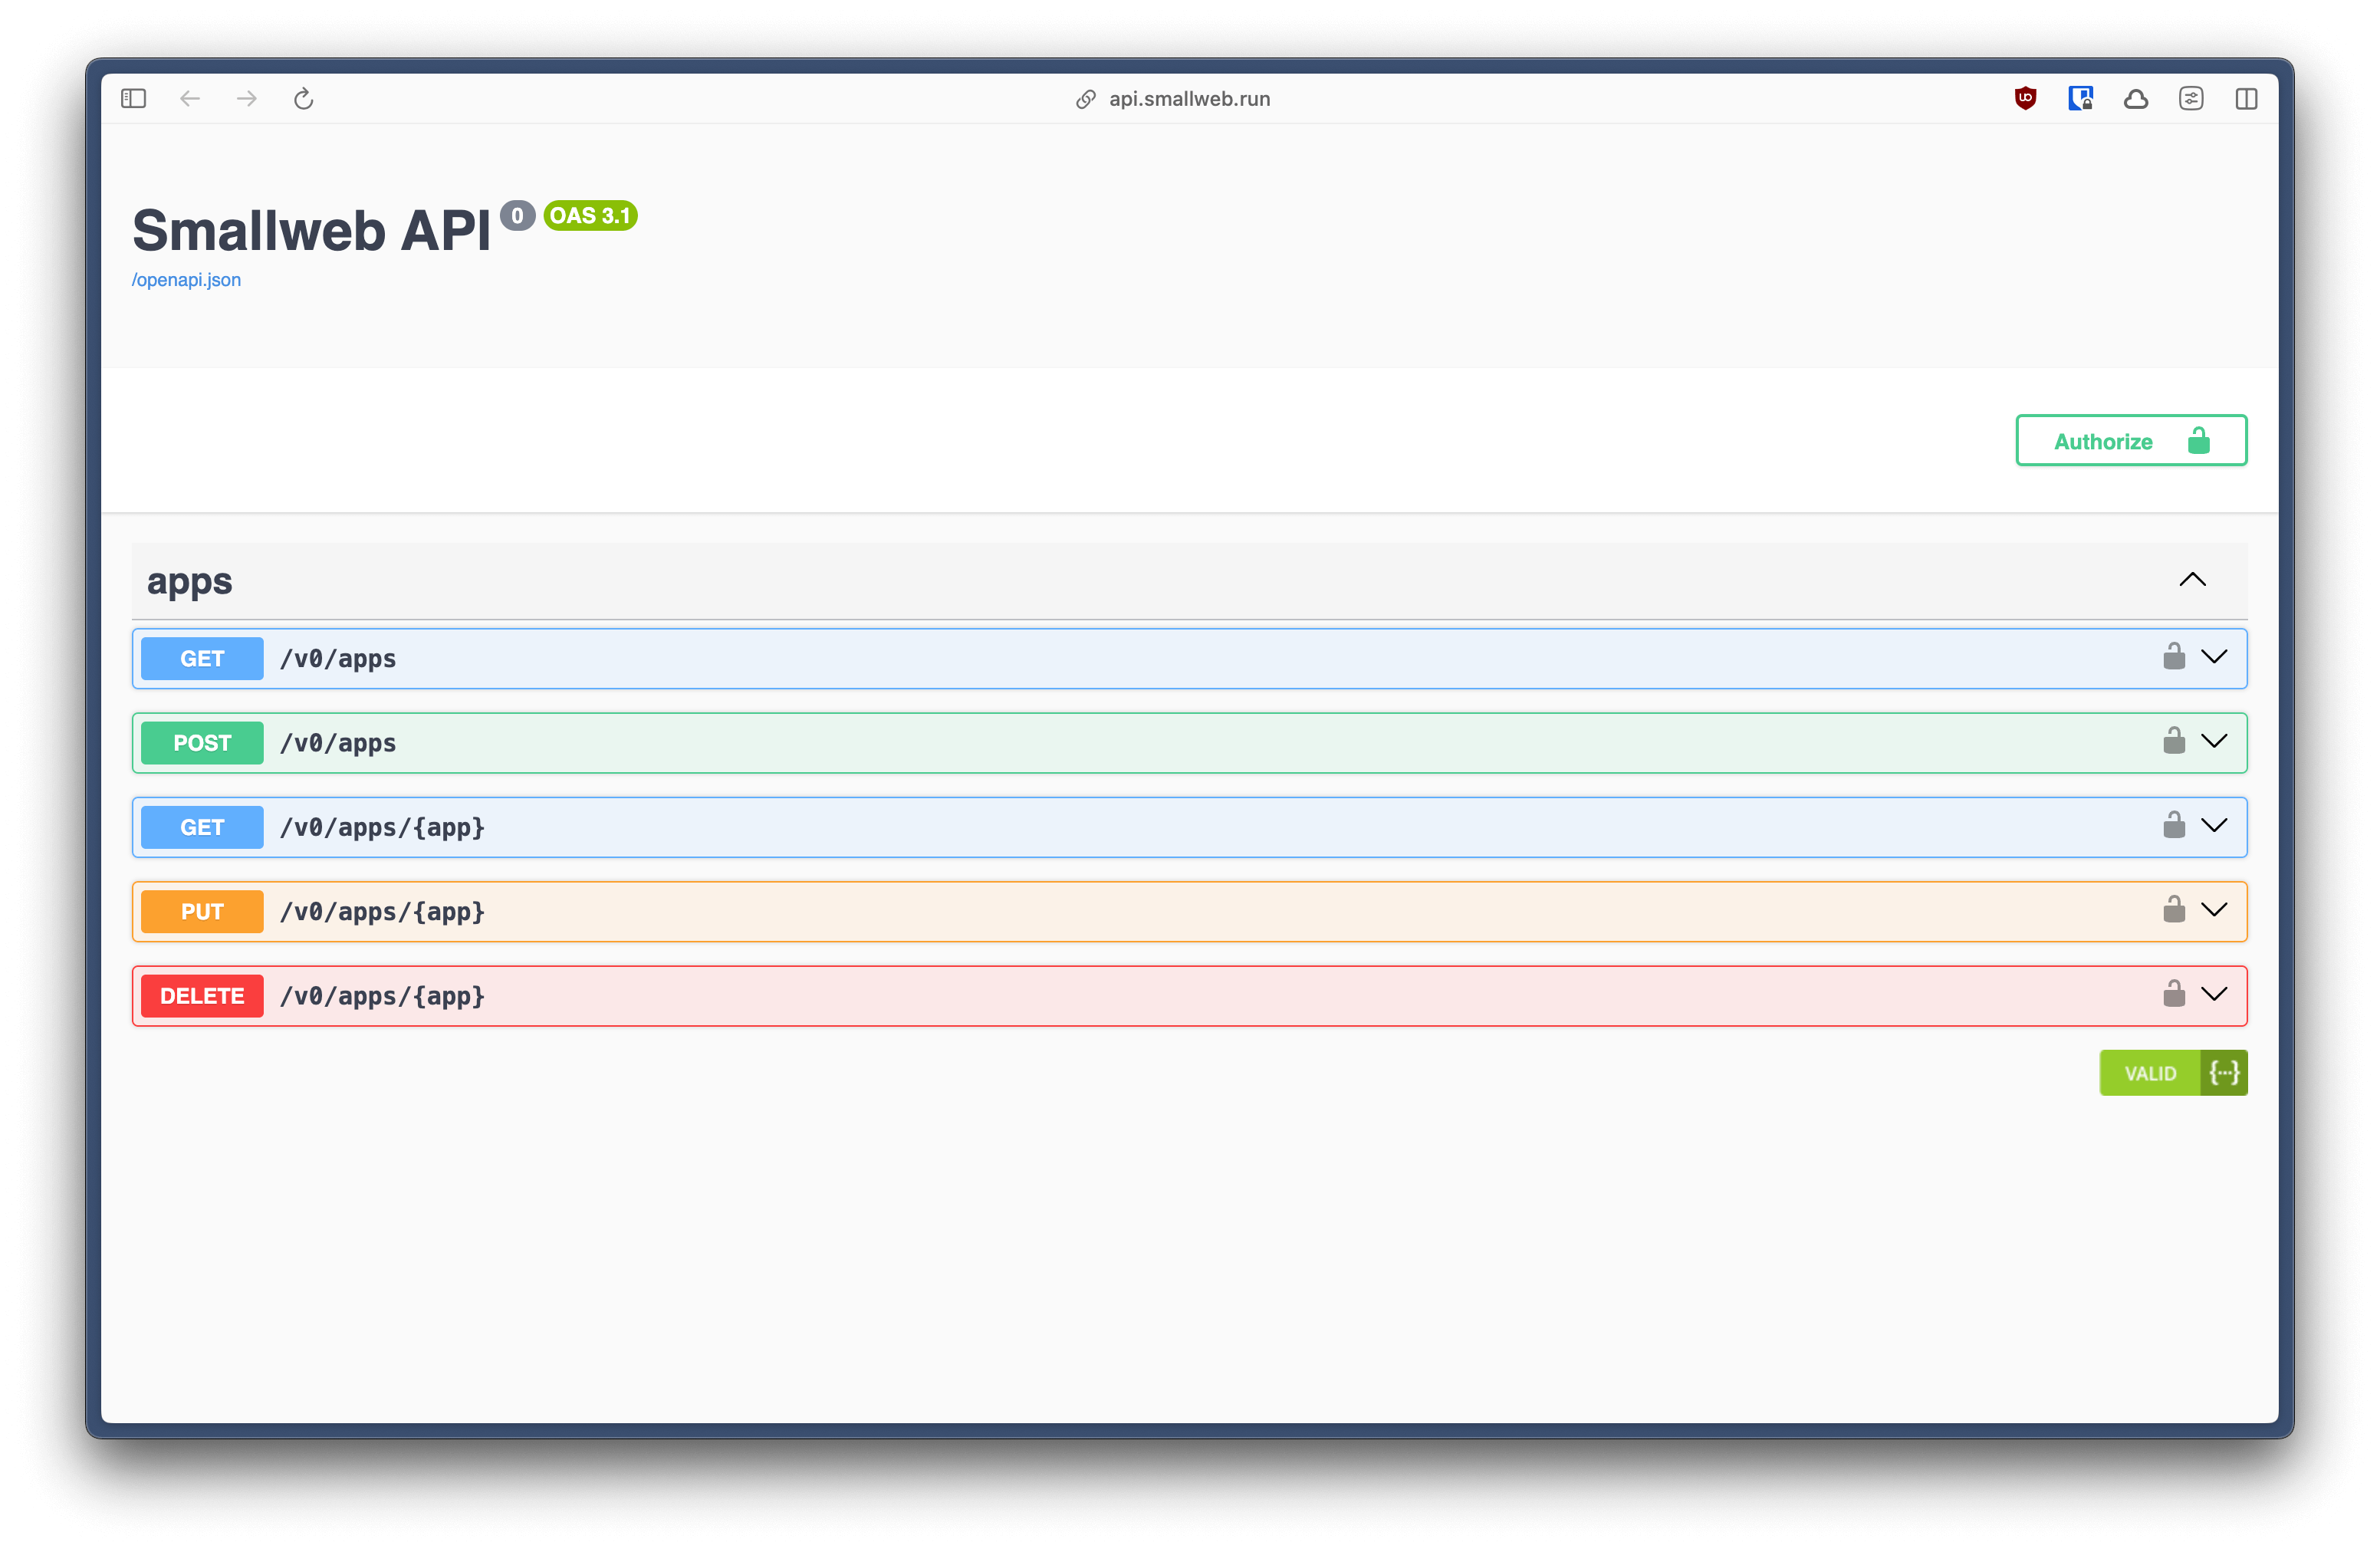 api.smallweb.run
Smallweb API 0 OAS 3.1
/openapi.json
Authorize
apps
GET /v0/apps
POST /v0/apps
GET /v0/apps/{app}
PUT /v0/apps/{app}
DELETE /v0/apps/{app}
VALID {...}